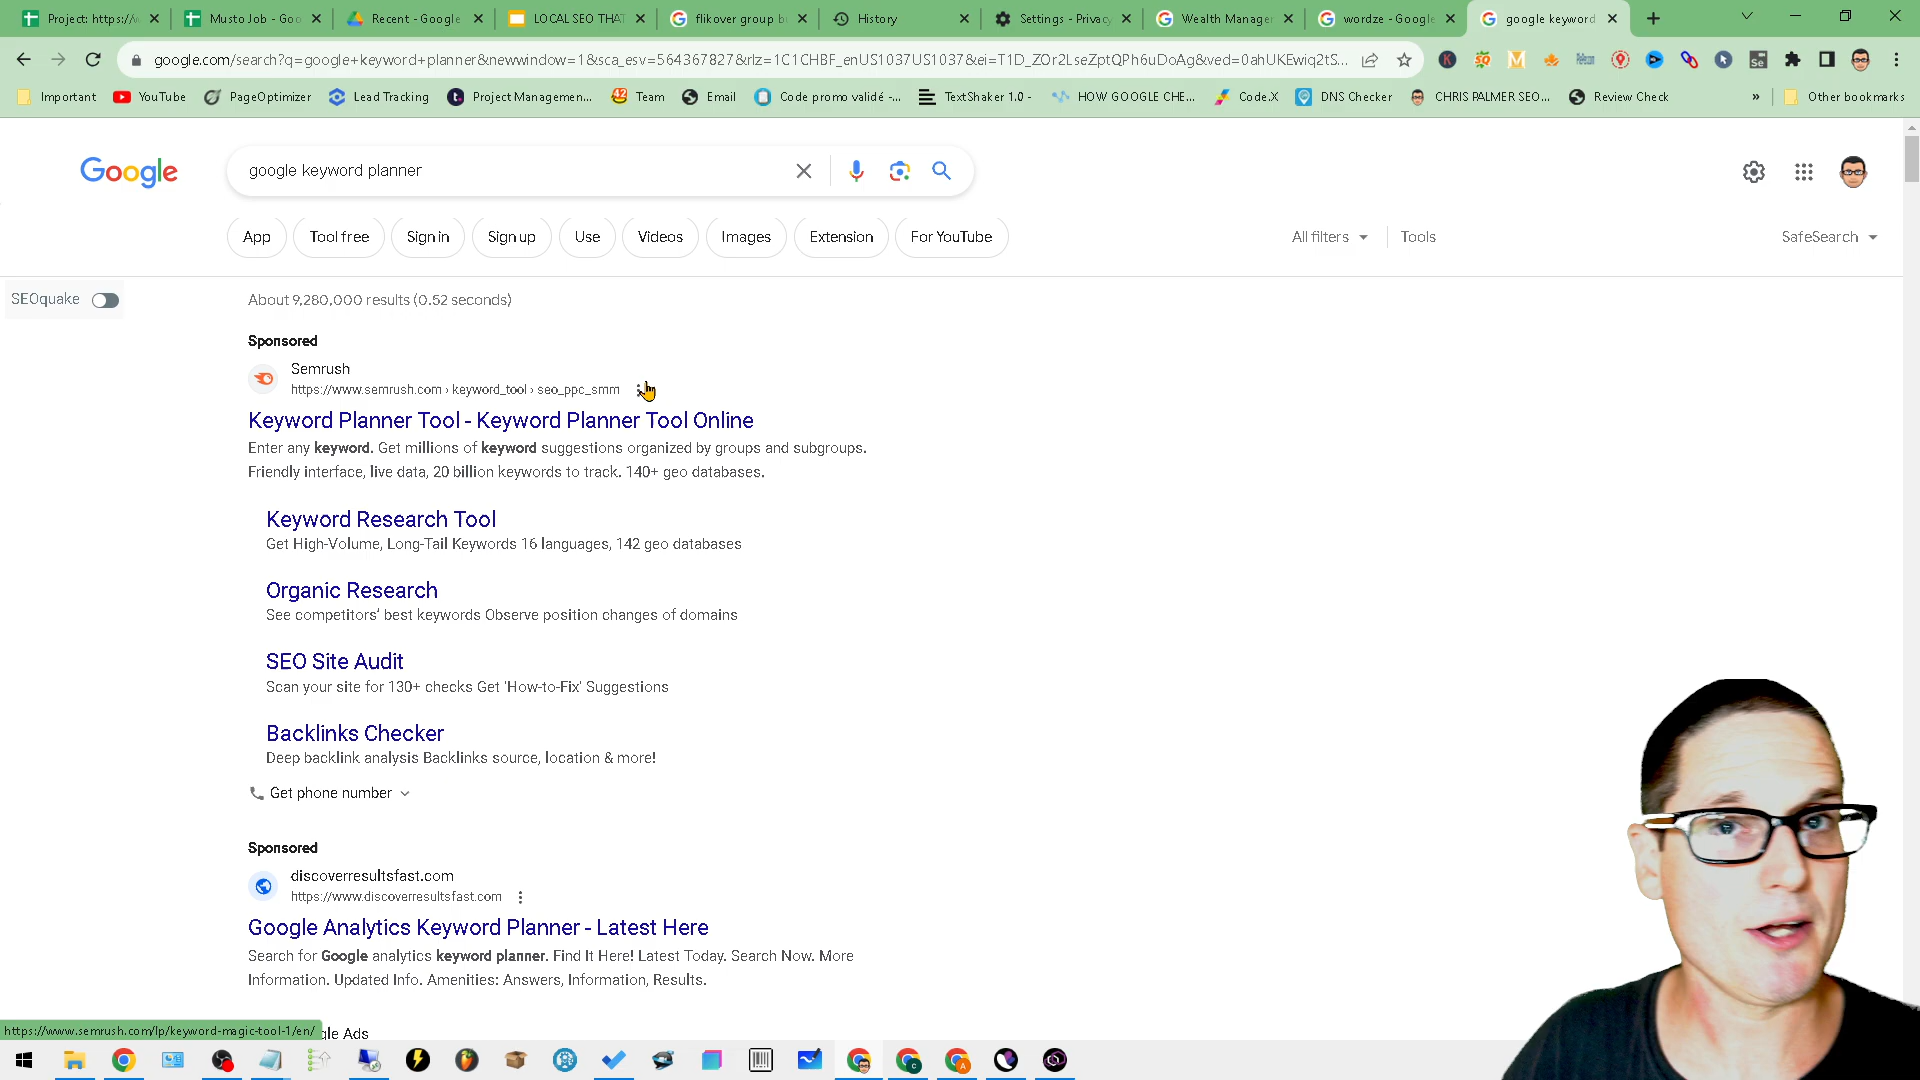 Project: https://
Musto Job - Goo
Recent - Google
LOCAL SEO THAT
flikover group b
History
Settings - Privac
Wealth Manager
wordze - Google
google keyword
google.com/search?q=google+keyword+planner&newwindow=1&sca_esv=564367827&rlz=1C1CHBF_enUS1037US1037&ei=T1D_ZOr2LseZptQPh6uDoAg&ved=0ahUKEwiq2tS...
Important
YouTube
PageOptimizer
Lead Tracking
Project Managemen...
Team
Email
Code promo validé -...
TextShaker 1.0 -
HOW GOOGLE CHE...
Code.X
DNS Checker
CHRIS PALMER SEO...
Review Check
»
Other bookmarks
Google
google keyword planner
App
Tool free
Sign in
Sign up
Use
Videos
Images
Extension
For YouTube
All filters
Tools
SafeSearch
SEOquake
About 9,280,000 results (0.52 seconds)
Sponsored
Semrush
https://www.semrush.com › keyword_tool › seo_ppc_smm
Keyword Planner Tool - Keyword Planner Tool Online
Enter any keyword. Get millions of keyword suggestions organized by groups and subgroups.
Friendly interface, live data, 20 billion keywords to track. 140+ geo databases.
Keyword Research Tool
Get High-Volume, Long-Tail Keywords 16 languages, 142 geo databases
Organic Research
See competitors' best keywords Observe position changes of domains
SEO Site Audit
Scan your site for 130+ checks Get 'How-to-Fix' Suggestions
Backlinks Checker
Deep backlink analysis Backlinks source, location & more!
Get phone number
Sponsored
discoverresultsfast.com
https://www.discoverresultsfast.com
Google Analytics Keyword Planner - Latest Here
Search for Google analytics keyword planner. Find It Here! Latest Today. Search Now. More
Information. Updated Info. Amenities: Answers, Information, Results.
https://www.semrush.com/lp/keyword-magic-tool-1/en/
gle Ads